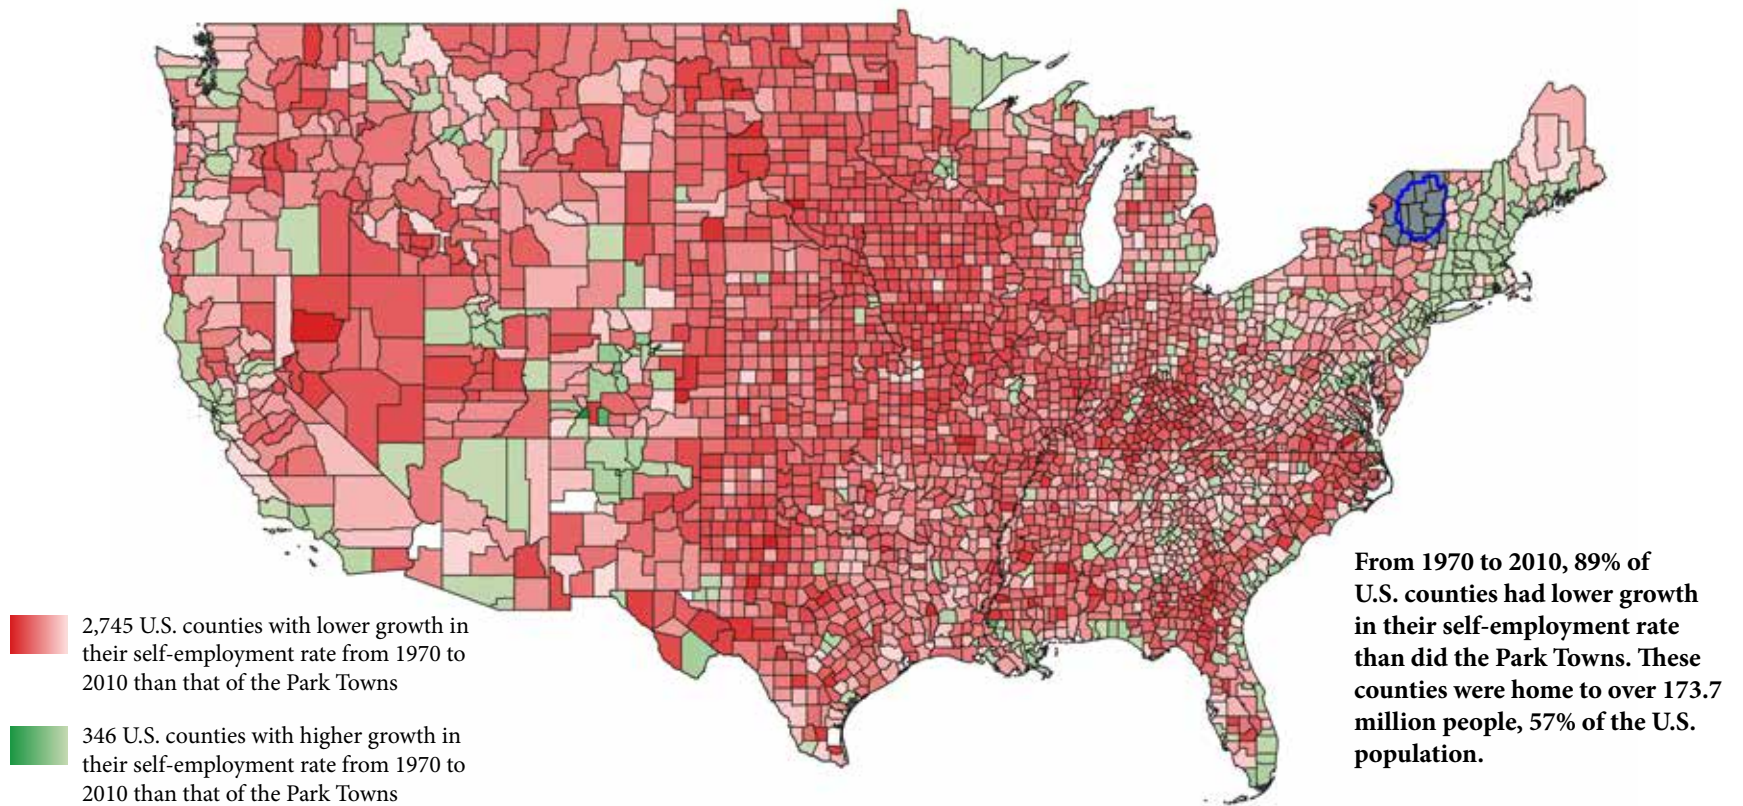 From 1970 to 2010, 89% of
U.S. counties had lower growth
in their self-employment rate
than did the Park Towns. These
counties were home to over 173.7
million people, 57% of the U.S.
population.
2,745 U.S. counties with lower growth in
their self-employment rate from 1970 to
2010 than that of the Park Towns
346 U.S. counties with higher growth in
their self-employment rate from 1970 to
2010 than that of the Park Towns